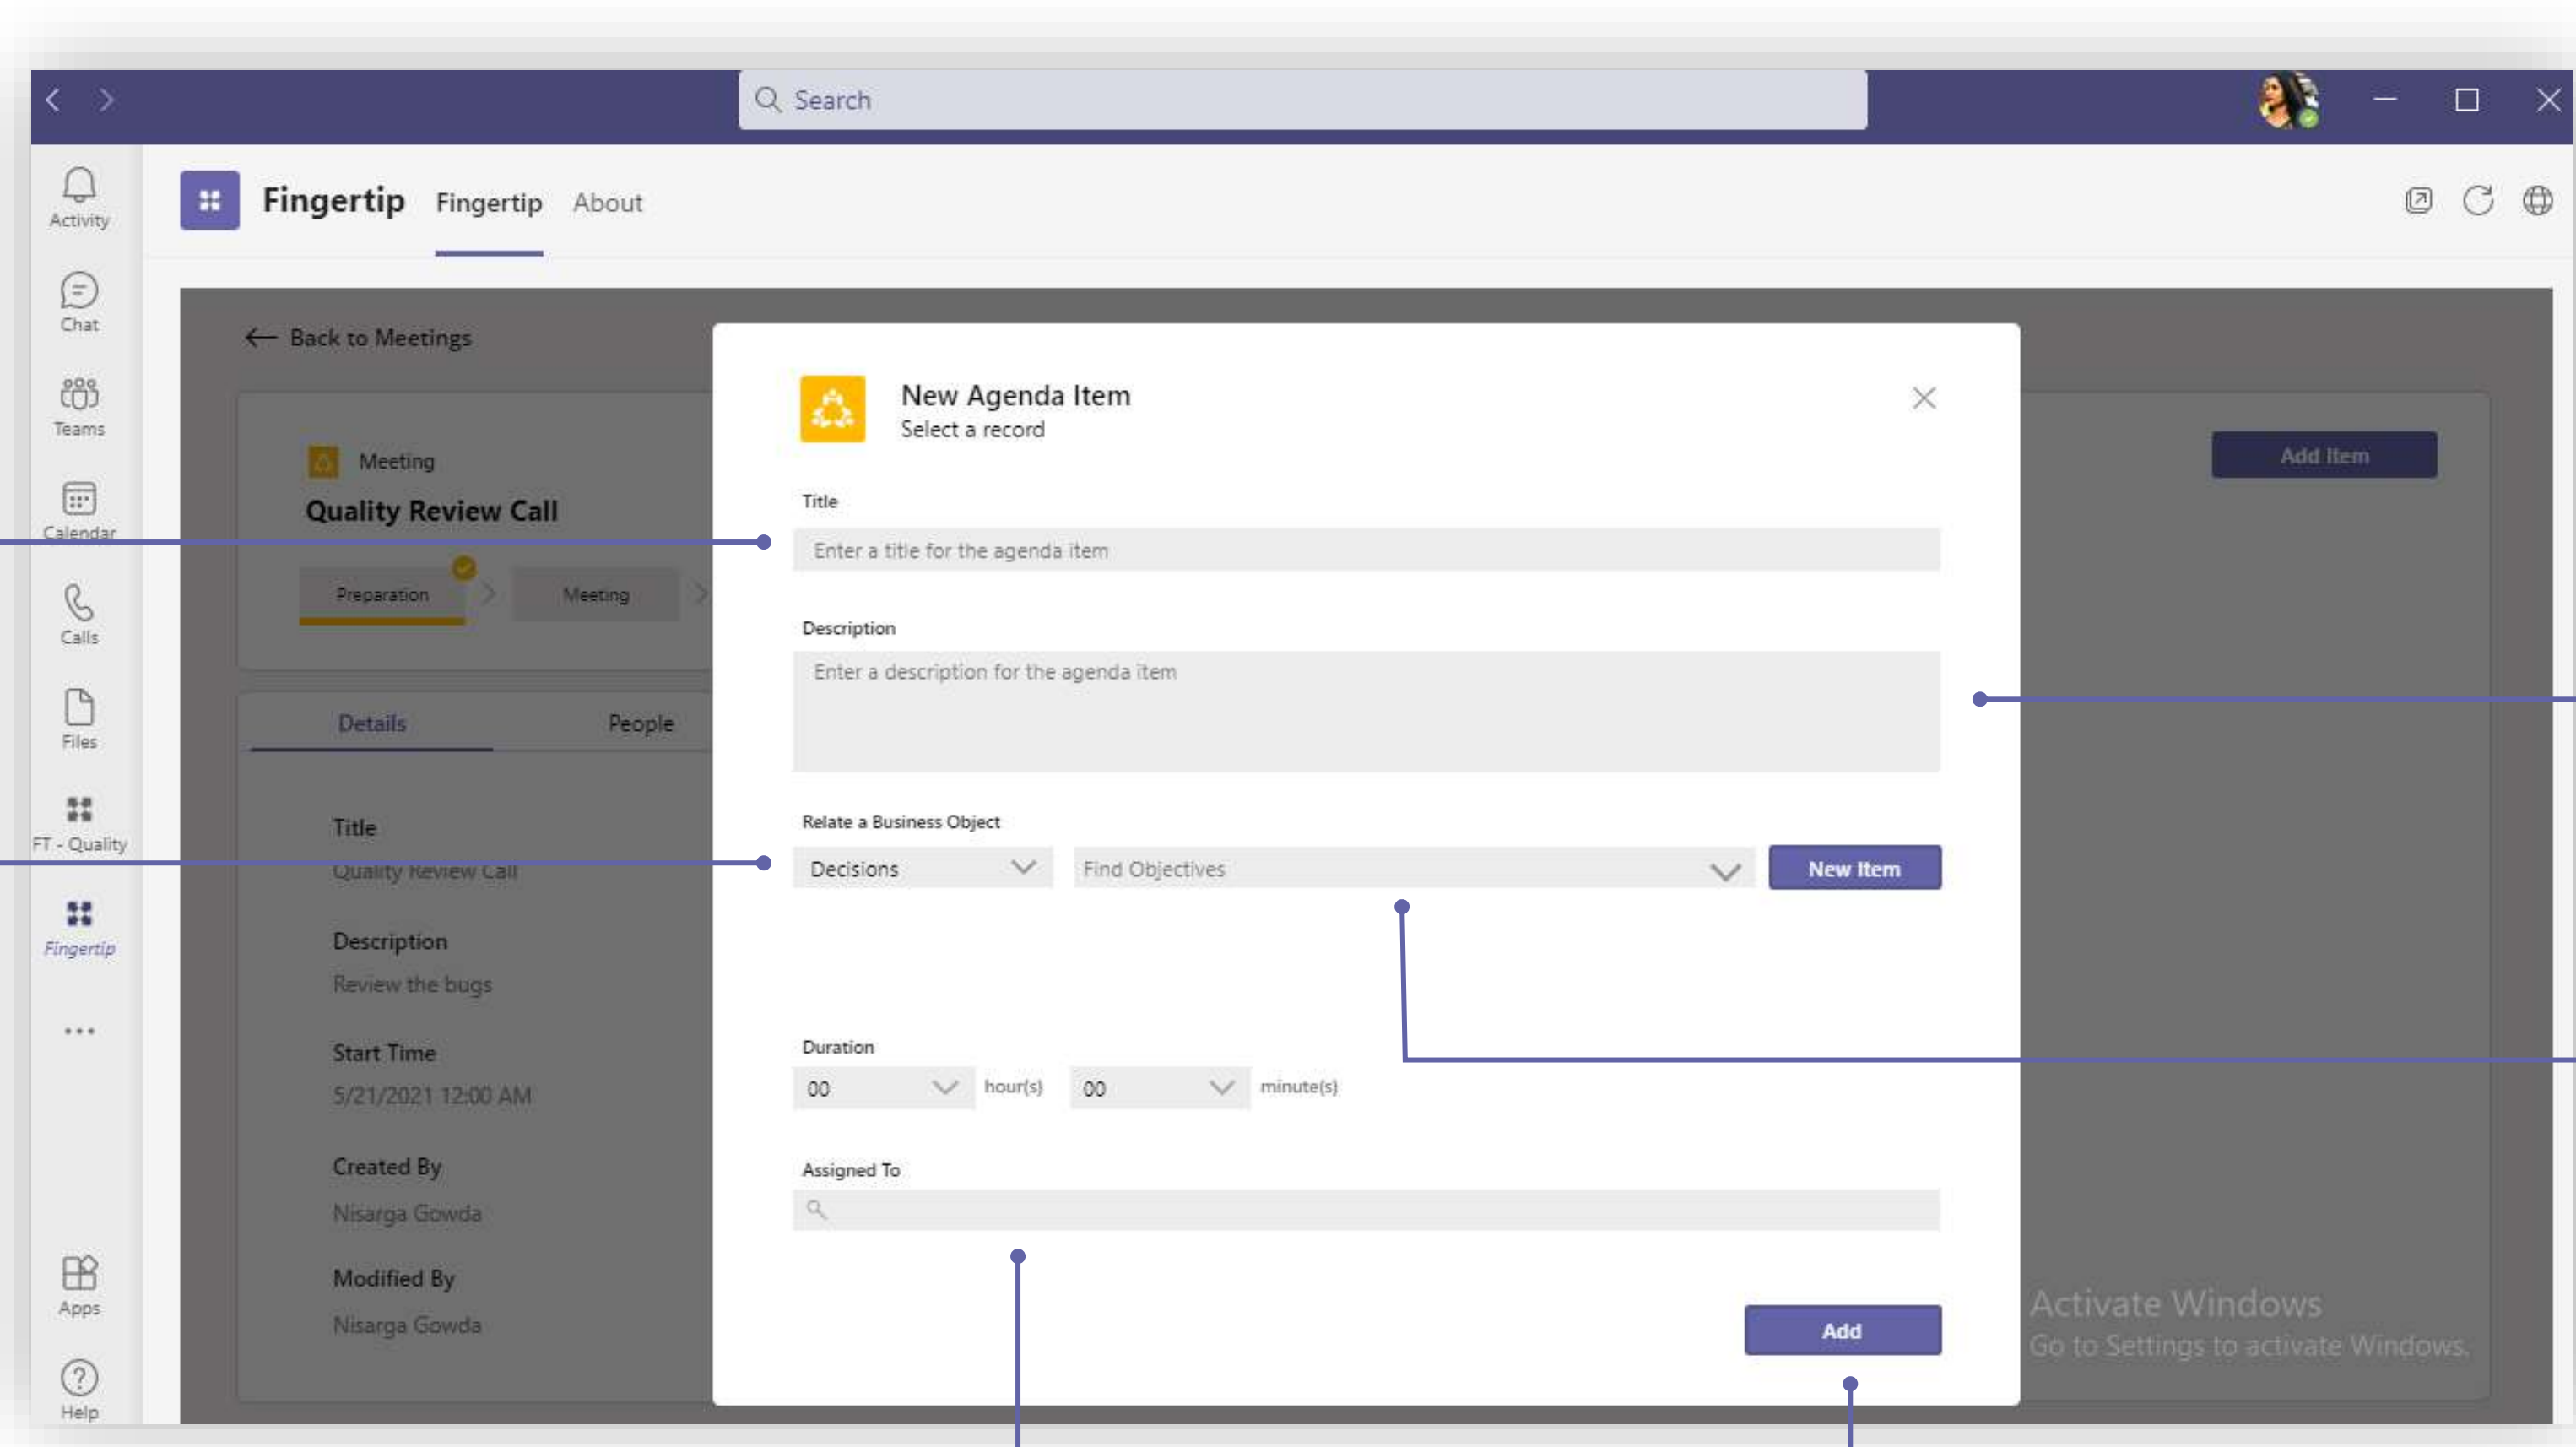 Search
Activity
Chat
Teams
Calendar
Calls
Files
FT - Quality
Fingertip
Apps
Help
Fingertip Fingertip About
Back to Meetings
Meeting
Quality Review Call
Preparation Meeting
Details People
Title
Quality Review Call
Description
Review the bugs
Start Time
5/21/2021 12:00 AM
Created By
Nisarga Gowda
Modified By
Nisarga Gowda
Add Item
New Agenda Item
Select a record
Title
Enter a title for the agenda item
Description
Enter a description for the agenda item
Relate a Business Object
Decisions Find Objectives New Item
Duration
00 hour(s) 00 minute(s)
Assigned To
Add
Activate Windows
Go to Settings to activate Windows.